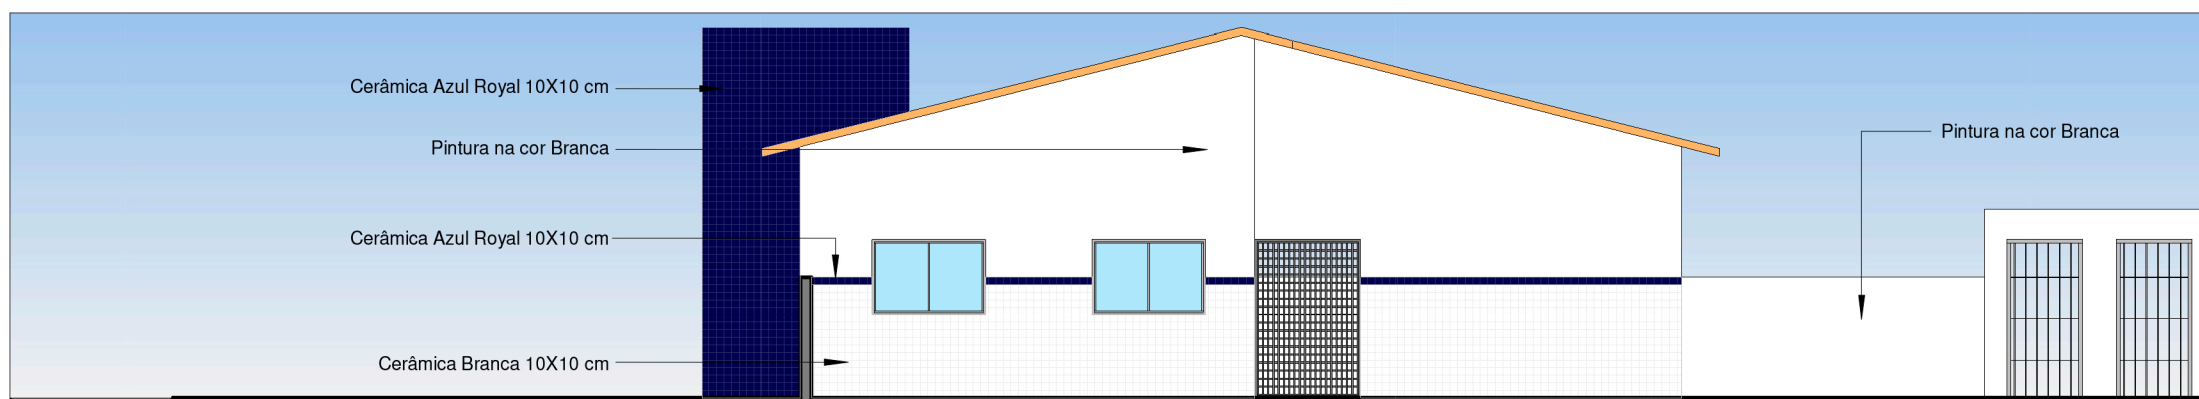 Cerâmica Azul Royal 10X10 cm
Pintura na cor Branca
Pintura na cor Branca
Cerâmica Azul Royal 10X10 cm
Cerâmica Branca 10X10 cm